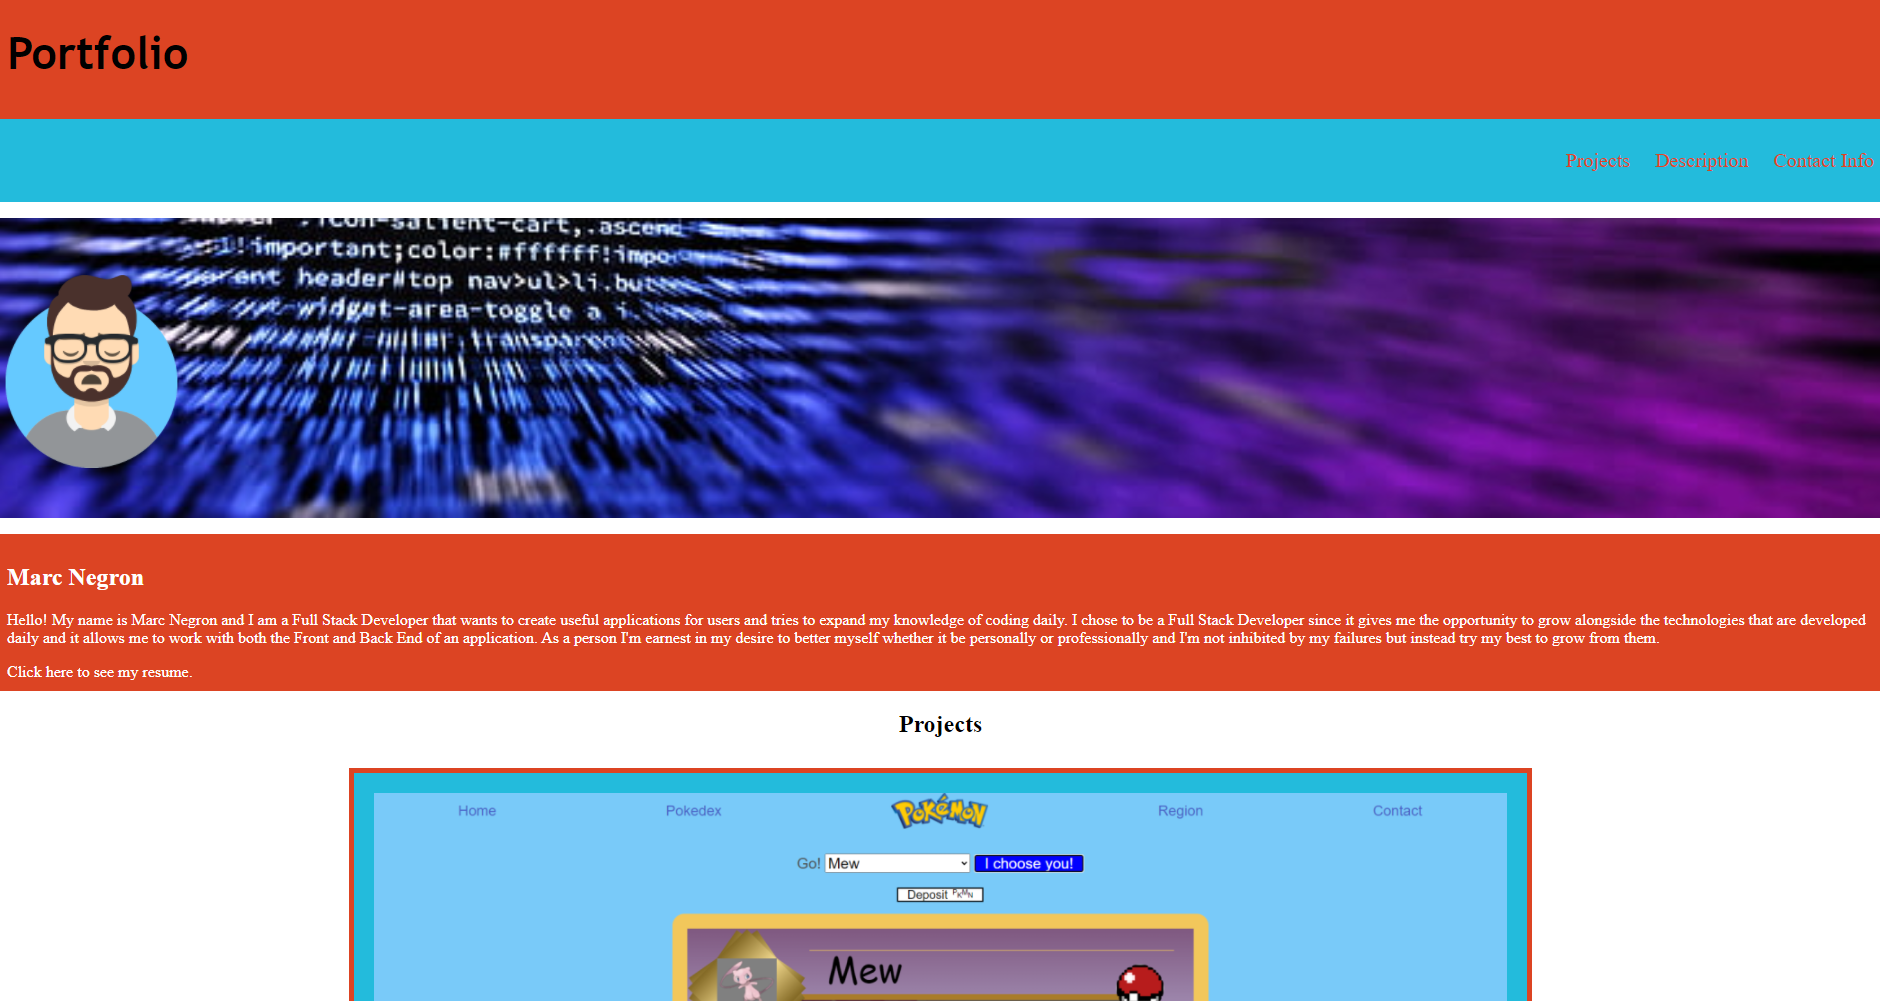 Portfolio
Projects Description Contact Info
.icon-salient-cart,.ascend
!important;color:#ffffff!impo
header#top nav>ul>li.but
widget-area-toggle a i.
Marc Negron
Hello! My name is Marc Negron and I am a Full Stack Developer that wants to create useful applications for users and tries to expand my knowledge of coding daily. I chose to be a Full Stack Developer since it gives me the opportunity to grow alongside the technologies that are developed
daily and it allows me to work with both the Front and Back End of an application. As a person I'm earnest in my desire to better myself whether it be personally or professionally and I'm not inhibited by my failures but instead try my best to grow from them.
Click here to see my resume.
Projects
Home Pokedex POKéMON Region Contact
Go! Mew I choose you!
Deposit PKMN
Mew